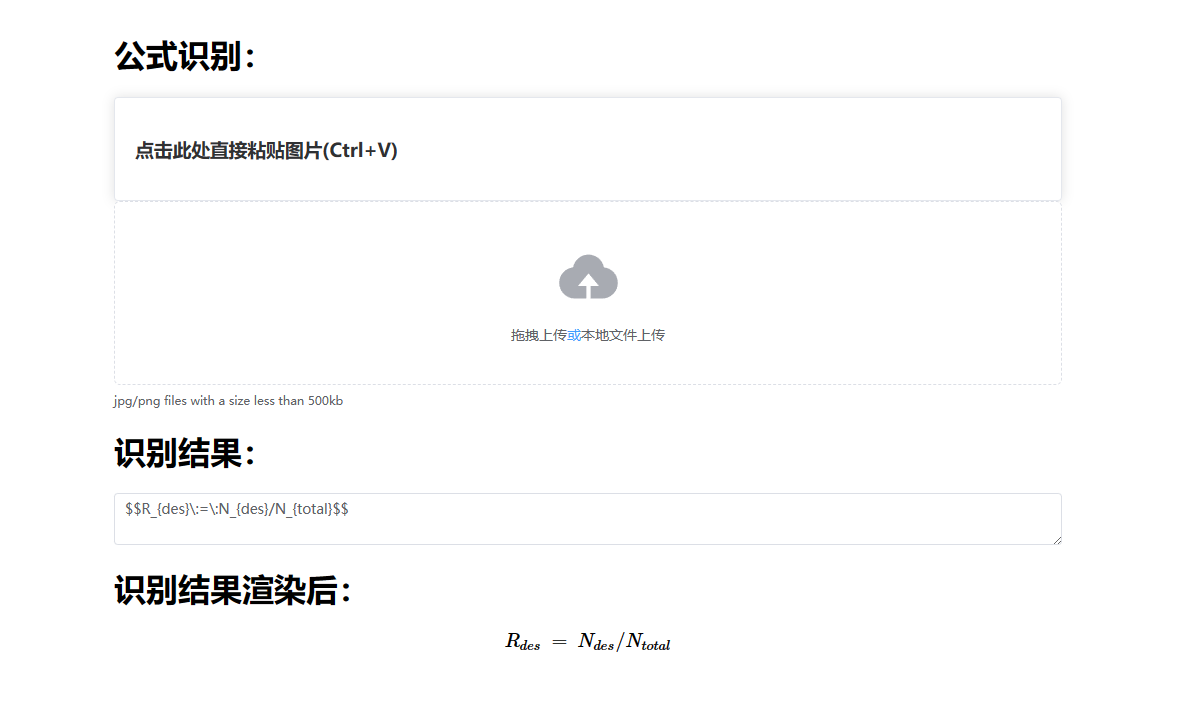 公式识别：
点击此处直接粘贴图片(Ctrl+V)
拖拽上传或本地文件上传
jpg/png files with a size less than 500kb
识别结果：
$$R_{des}\:=\:N_{des}/N_{total}$$
识别结果渲染后：
R_{des} = N_{des}/N_{total}